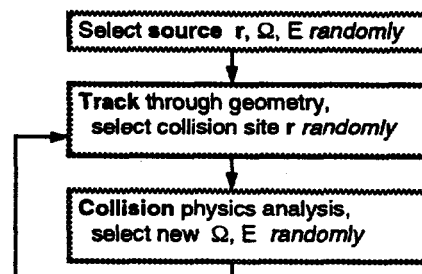 Select source r, Ω, E randomly
Track through geometry,
select collision site r randomly
Collision physics analysis,
select new Ω, E randomly